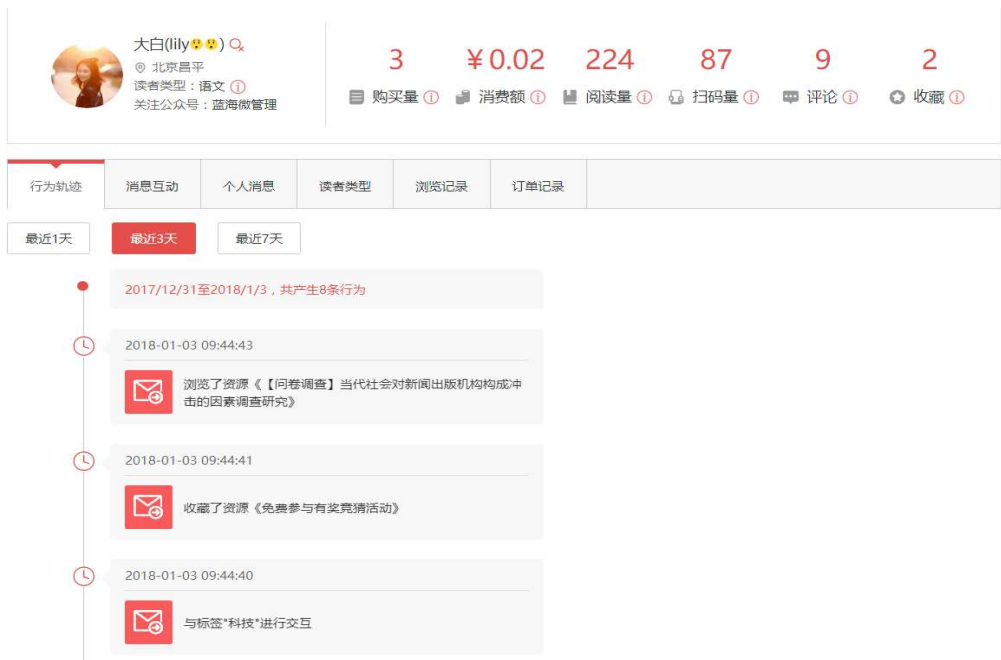 大白(lily😲😲)
北京昌平
读者类型：语文
关注公众号：蓝海微管理
3 ￥0.02 224 87 9 2
购买量 消费额 阅读量 扫码量 评论 收藏
行为轨迹 消息互动 个人消息 读者类型 浏览记录 订单记录
最近1天 最近3天 最近7天
2017/12/31至2018/1/3，共产生8条行为
2018-01-03 09:44:43
浏览了资源《【问卷调查】当代社会对新闻出版机构构成冲
击的因素调查研究》
2018-01-03 09:44:41
收藏了资源《免费参与有奖竞猜活动》
2018-01-03 09:44:40
与标签"科技"进行交互